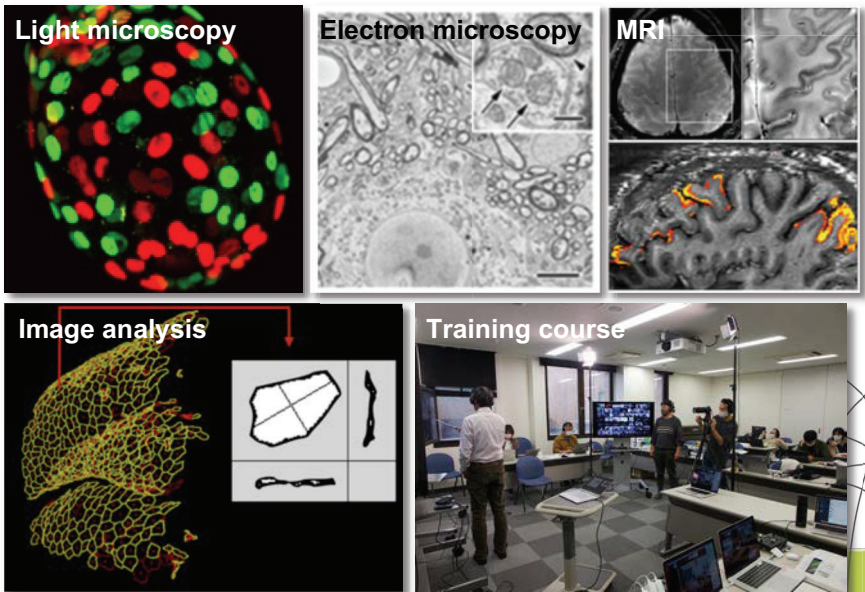 Light microscopy
Electron microscopy
MRI
Image analysis
Training course